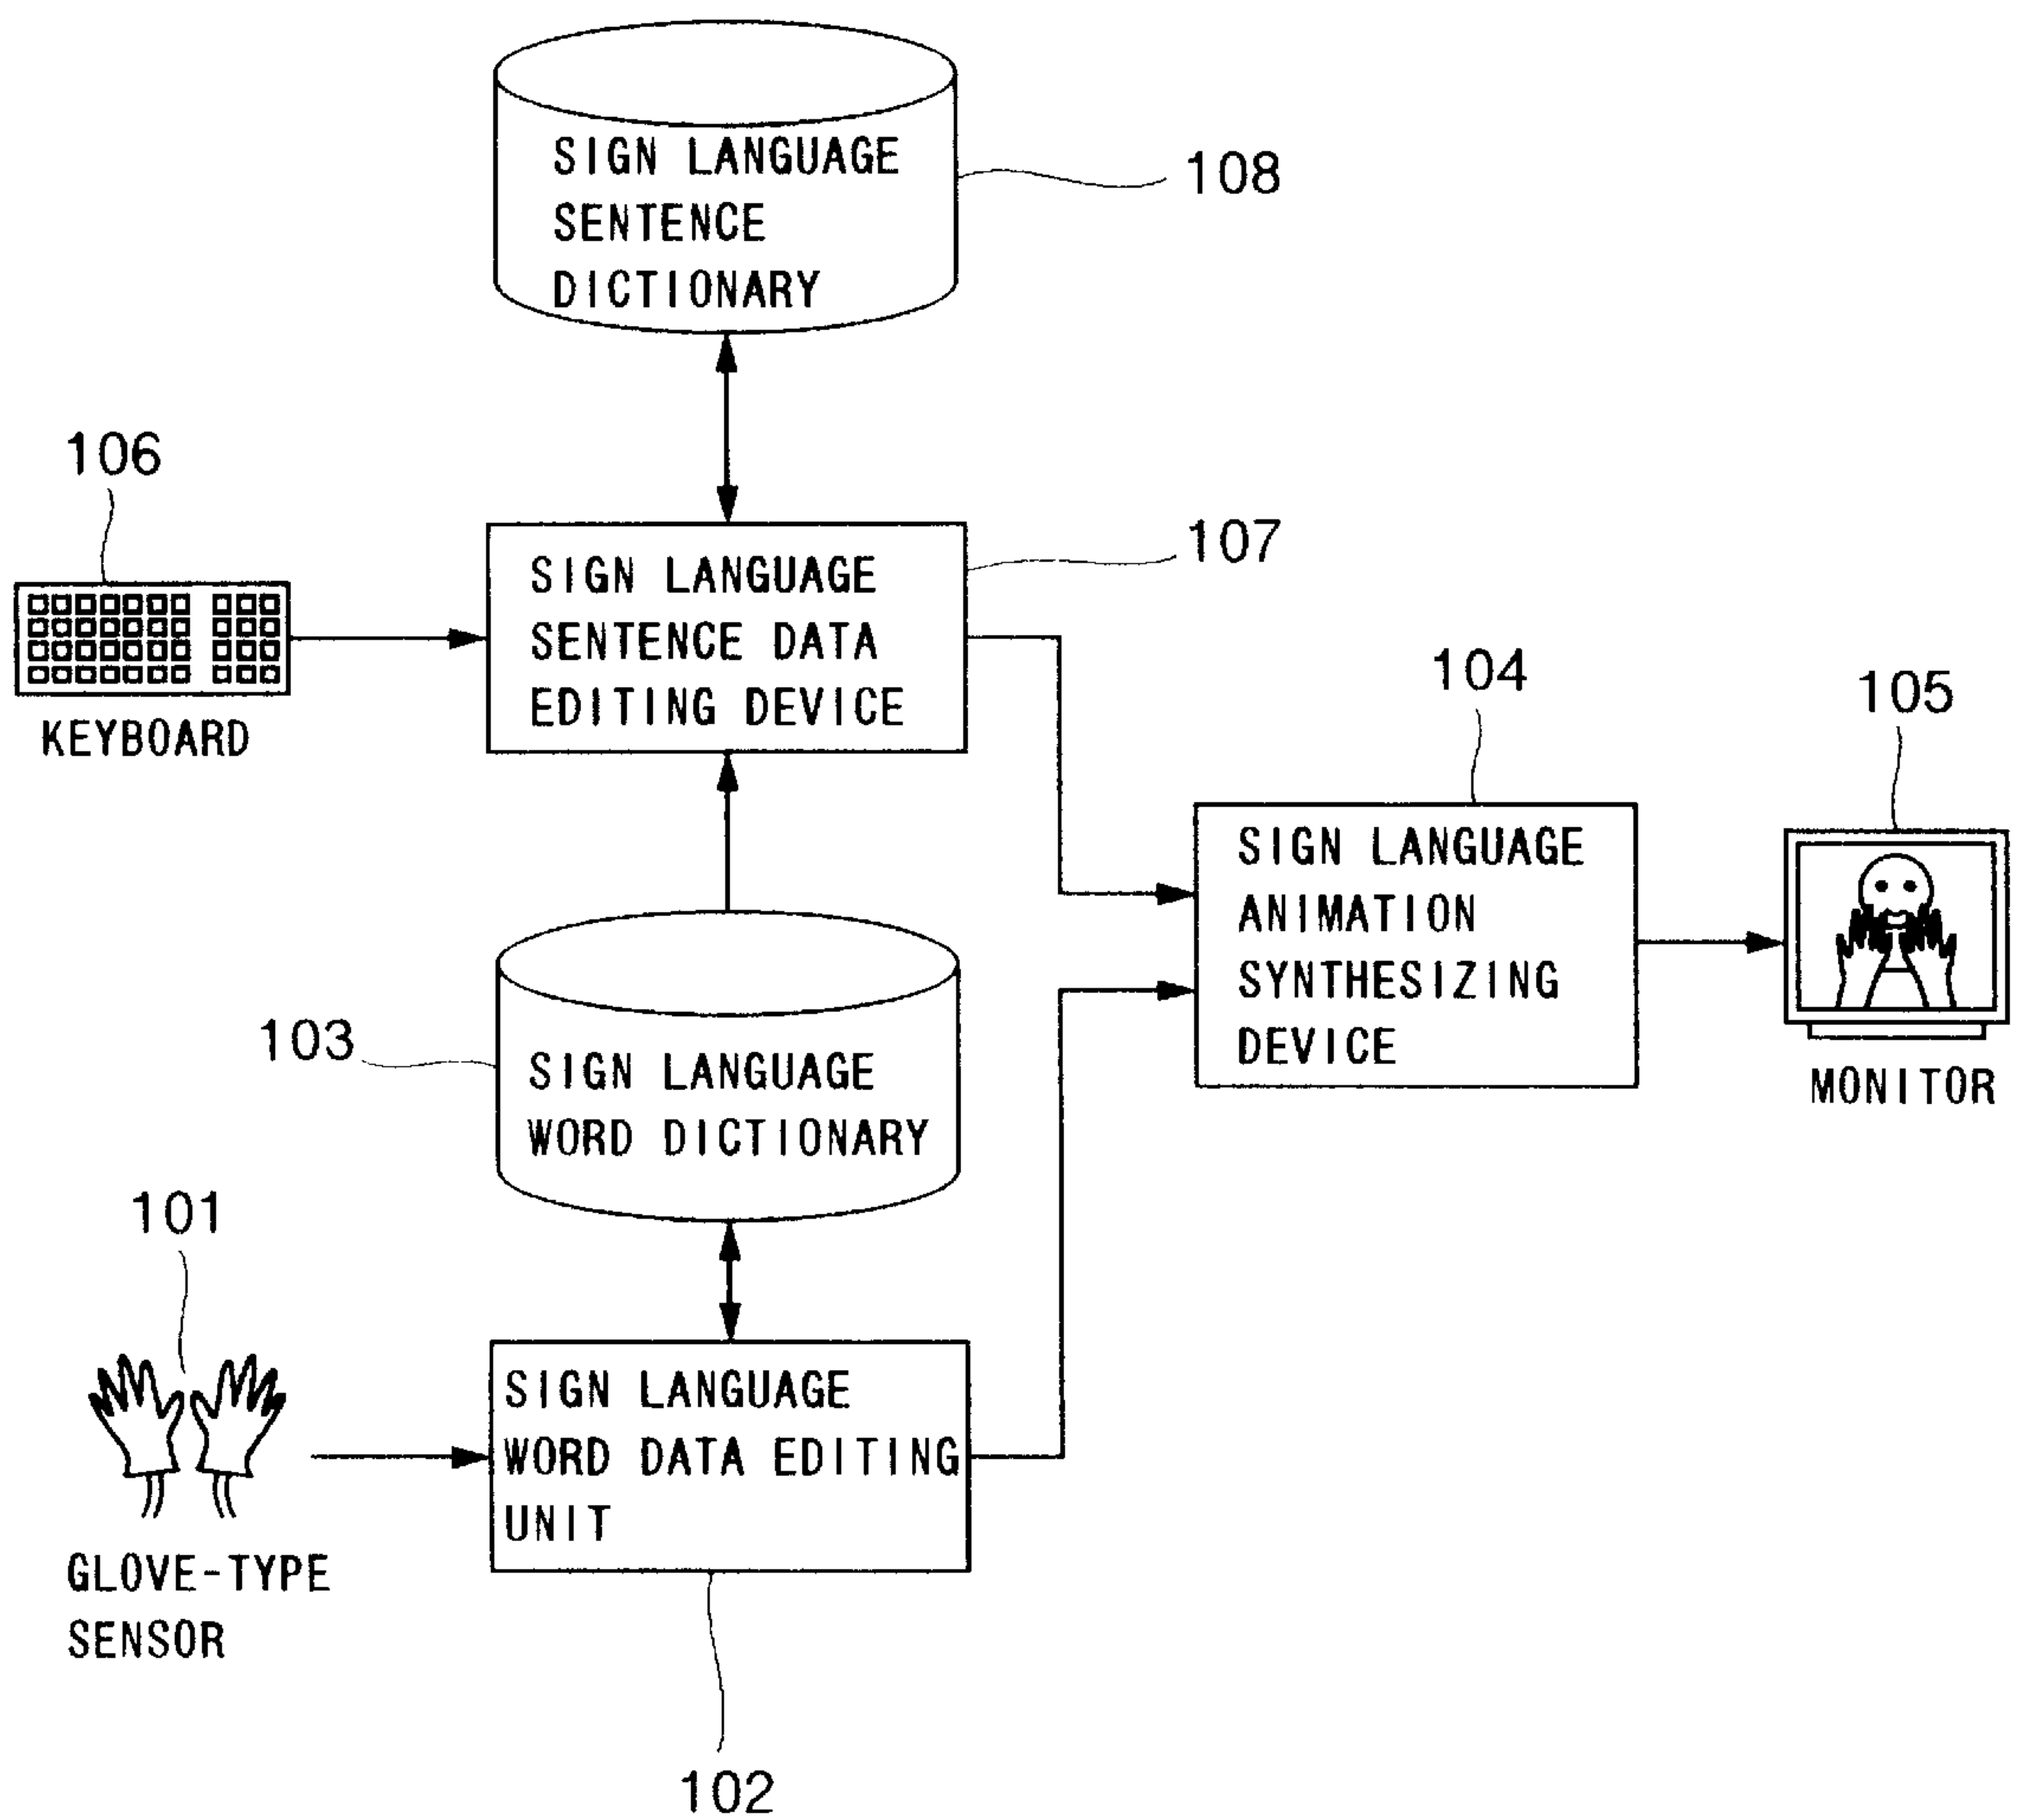 SIGN LANGUAGE
SENTENCE
DICTIONARY
108
106
KEYBOARD
107
SIGN LANGUAGE
SENTENCE DATA
EDITING DEVICE
104
105
SIGN LANGUAGE
ANIMATION
SYNTHESIZING
DEVICE
MONITOR
103
SIGN LANGUAGE
WORD DICTIONARY
101
GLOVE-TYPE
SENSOR
SIGN LANGUAGE
WORD DATA EDITING
UNIT
102